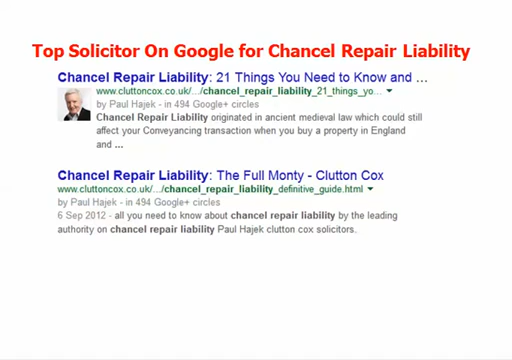 Top Solicitor On Google for Chancel Repair Liability
Chancel Repair Liability: 21 Things You Need to Know and ...
www.cluttoncox.co.uk/.../chancel_repair_liability_21_things_yo...
by Paul Hajek - in 494 Google+ circles
Chancel Repair Liability originated in ancient medieval law which could still
affect your Conveyancing transaction when you buy a property in England
and ...
Chancel Repair Liability: The Full Monty - Clutton Cox
www.cluttoncox.co.uk/.../chancel_repair_liability_definitive_guide.html
by Paul Hajek - in 494 Google+ circles
6 Sep 2012 - all you need to know about chancel repair liability by the leading
authority on chancel repair liability Paul Hajek clutton cox solicitors.